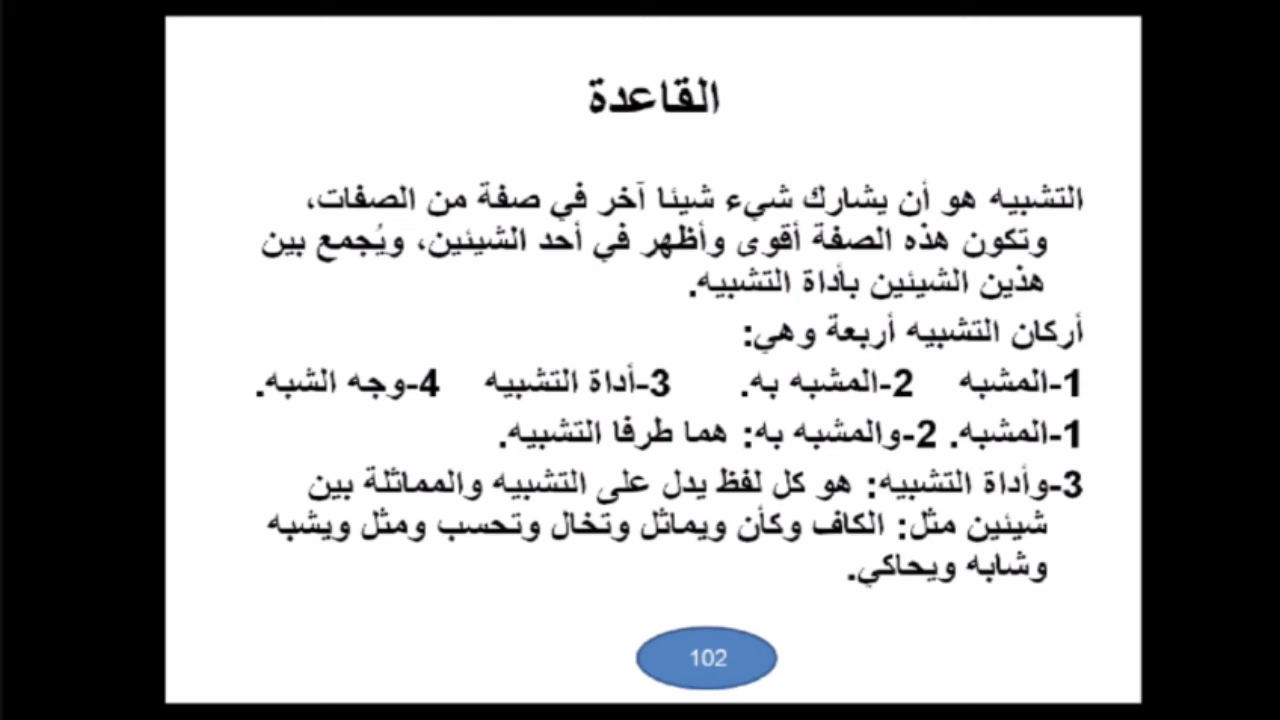 القاعدة
التشبيه هو أن يشارك شيء شيئا آخر في صفة من الصفات،
وتكون هذه الصفة أقوى وأظهر في أحد الشيئين، ويُجمع بين
هذين الشيئين بأداة التشبيه.
أركان التشبيه أربعة وهي:
1-المشبه 2-المشبه به. 3-أداة التشبيه 4-وجه الشبه.
1-المشبه. 2-والمشبه به: هما طرفا التشبيه.
3-وأداة التشبيه: هو كل لفظ يدل على التشبيه والمماثلة بين
شيئين مثل: الكاف وكأن ويماثل وتخال وتحسب ومثل ويشبه
وشابه ويحاكي.
102